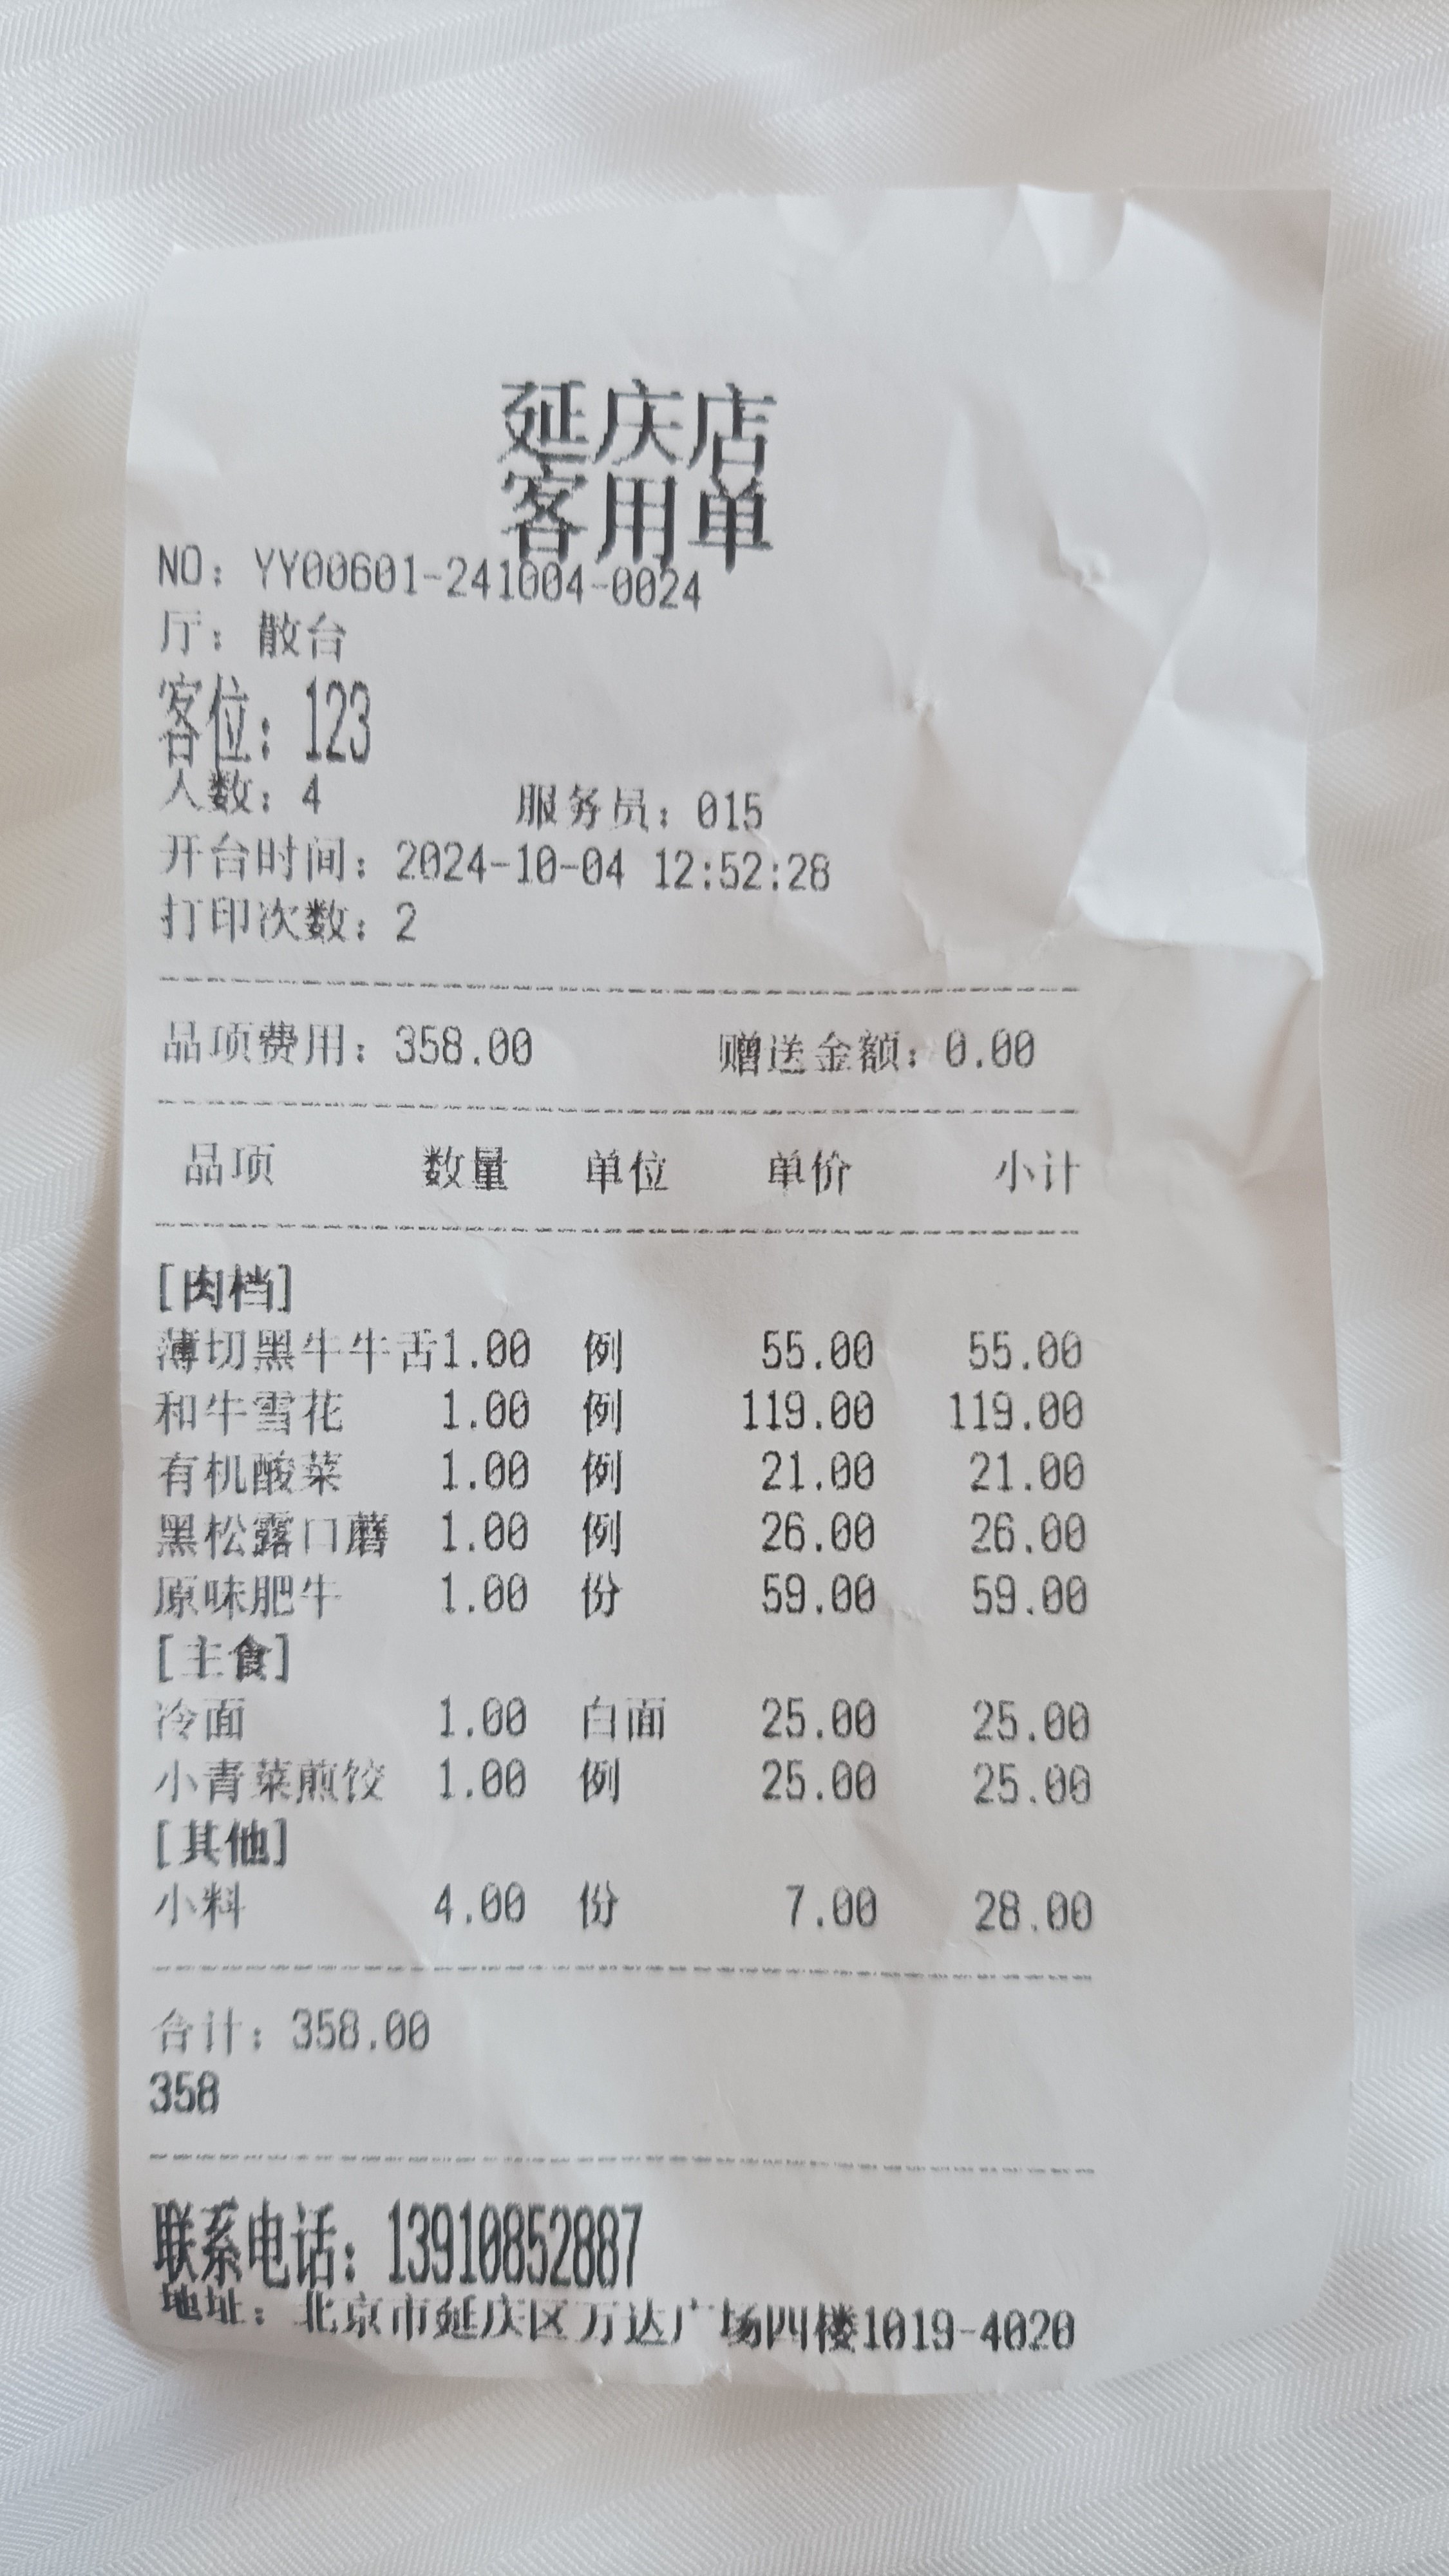 延庆店
客用单
NO: YY00601-241004-0024
厅: 散台
客位: 123
人数: 4 服务员: 015
开台时间: 2024-10-04 12:52:28
打印次数: 2
品项费用: 358.00 赠送金额: 0.00
品项 数量 单位 单价 小计
[肉档]
薄切黑牛牛舌1.00 例 55.00 55.00
和牛雪花 1.00 例 119.00 119.00
有机酸菜 1.00 例 21.00 21.00
黑松露口蘑 1.00 例 26.00 26.00
原味肥牛 1.00 份 59.00 59.00
[主食]
冷面 1.00 白面 25.00 25.00
小青菜煎饺 1.00 例 25.00 25.00
[其他]
小料 4.00 份 7.00 28.00
合计: 358.00
358
联系电话: 13910852887
地址: 北京市延庆区万达广场四楼1019-4020